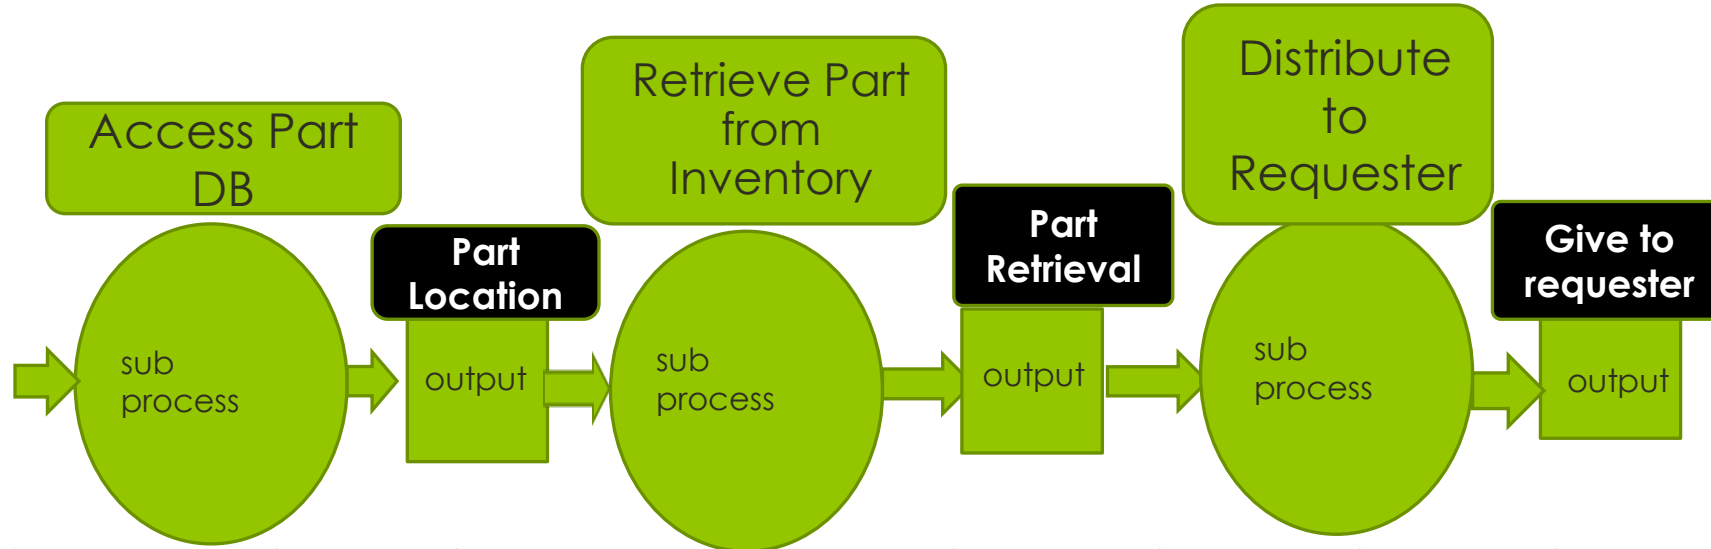 Access Part
DB
sub
process
Part
Location
output
Retrieve Part
from
Inventory
sub
process
Part
Retrieval
output
Distribute
to
Requester
sub
process
Give to
requester
output